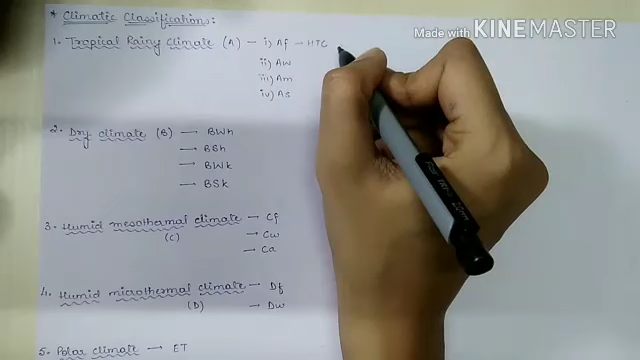 Made with KINEMASTER
* Climatic Classifications:
1. Tropical Rainy Climate (A) – i) Af – HTC
ii) Aw
iii) Am
iv) As
2. Dry climate (B) → BWh
→ BSh
→ BWk
→ BSk
3. Humid mesothermal climate → Cf
(C) → Cw
→ Ca
4. Humid microthermal climate → Df
(D) → Dw
5. Polar climate → ET